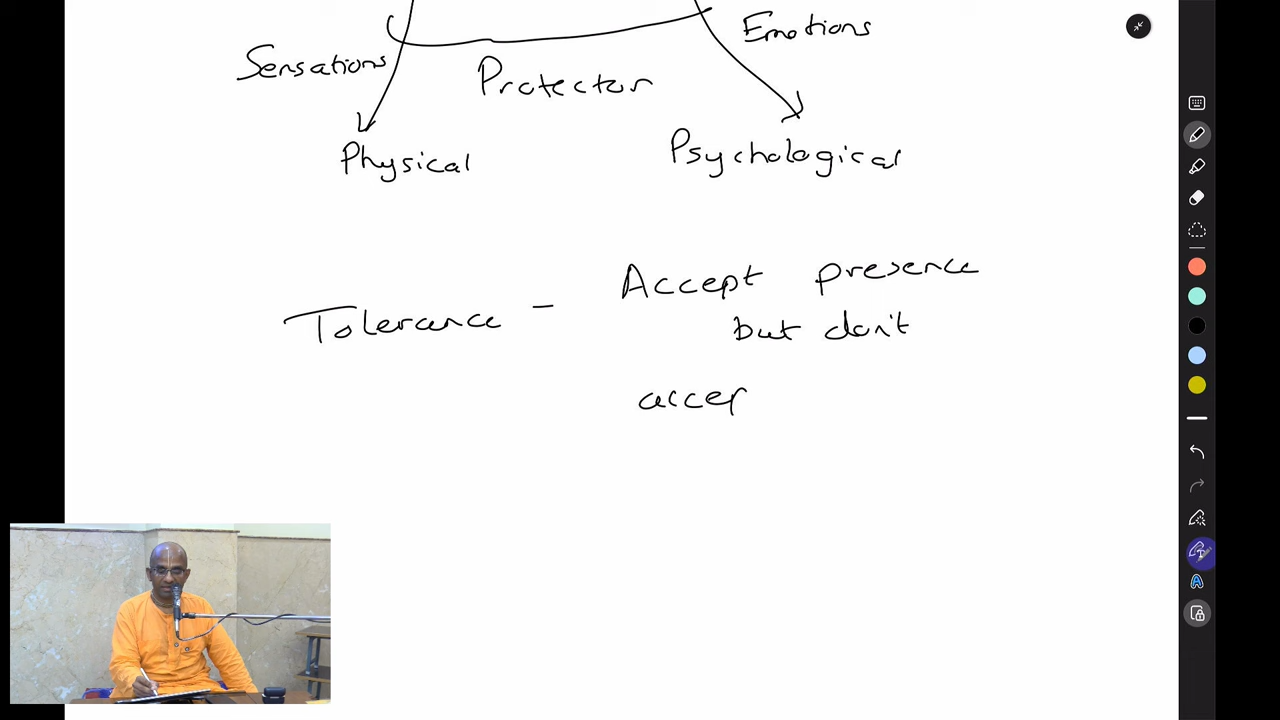 Emotions
Sensations
Protector
Physical
Psychological
Accept presence
Tolerance -
but don't
accep